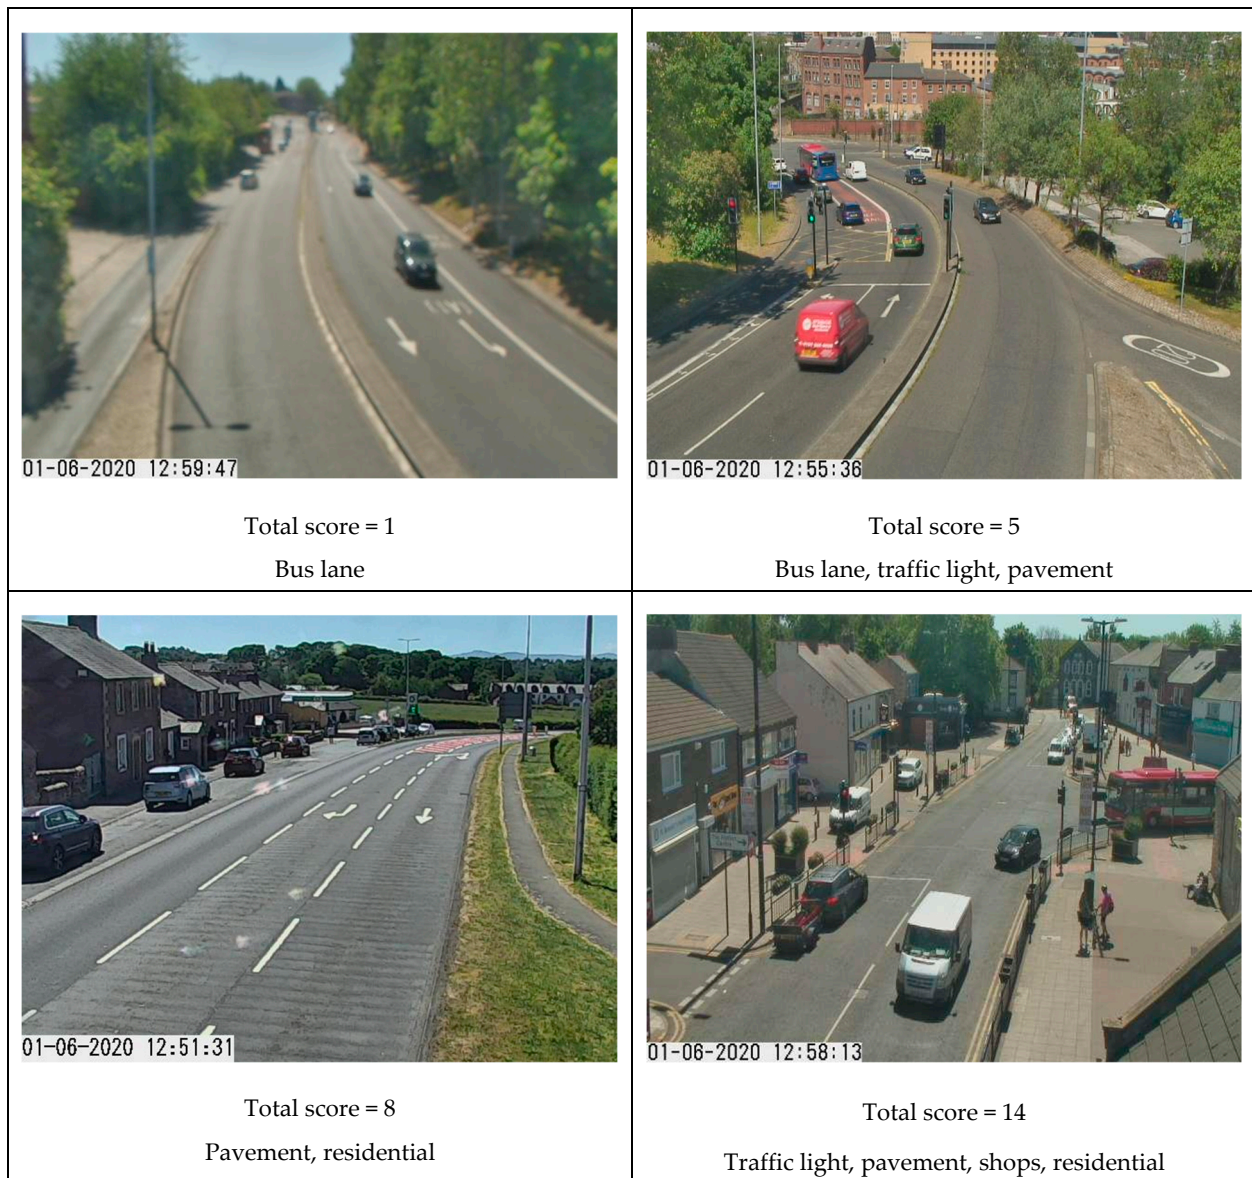 01-06-2020 12:59:47
Total score = 1
Bus lane
01-06-2020 12:55:36
Total score = 5
Bus lane, traffic light, pavement
01-06-2020 12:51:31
Total score = 8
Pavement, residential
01-06-2020 12:58:13
Total score = 14
Traffic light, pavement, shops, residential